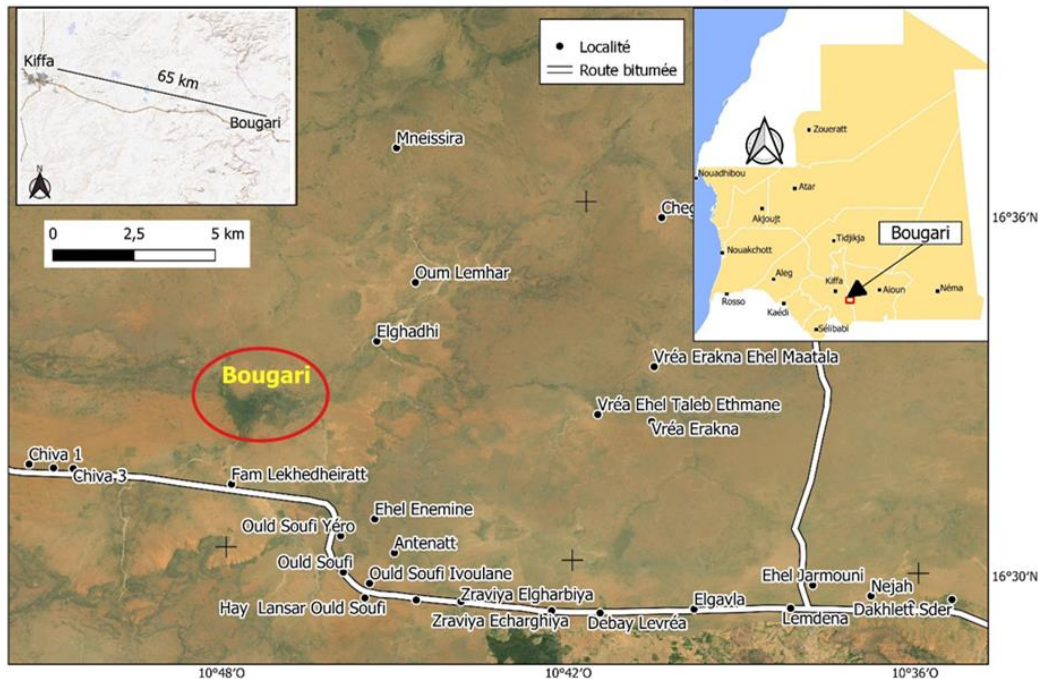 Kiffa
65 km
Bougari
N
0 2,5 5 km
Localité
Route bitumée
Zoueratt
Nouadhibou
Atar
Akjoujt
Tidjikja
Nouakchott
Bougari
Aleg
Kiffa
Aioun
Néma
Rosso
Kaédi
Sélibabi
Mneissira
Cheg
16°36'N
Oum Lemhar
Elghadhi
Bougari
Vréa Erakna Ehel Maatala
Vréa Ehel Taleb Ethmane
Vréa Erakna
Chiva 1
Chiva 3
Fam Lekhedheiratt
Ehel Enemine
Ould Soufi Yéro
Antenatt
Ould Soufi
Ould Soufi Ivoulane
Ehel Jarmouni
16°30'N
Hay Lansar Ould Soufi
Zraviya Elgharbiya
Elgavla
Nejah
Zraviya Echarghiya
Debay Levréa
Lemdena
Dakhlett Sder
10°48'O
10°42'O
10°36'O